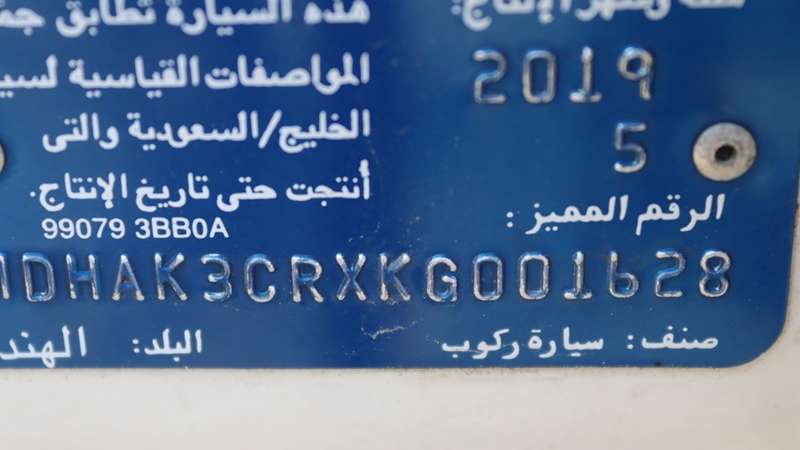 هذه السيارة تطابق
المواصفات القياسية
الخليج/السعودية والتى
أنتجت حتى تاريخ الإنتاج.
99079 3BB0A
2019
5
الرقم المميز :
MDHAK3CRXKG001628
صنف: سيارة ركوب
البلد: